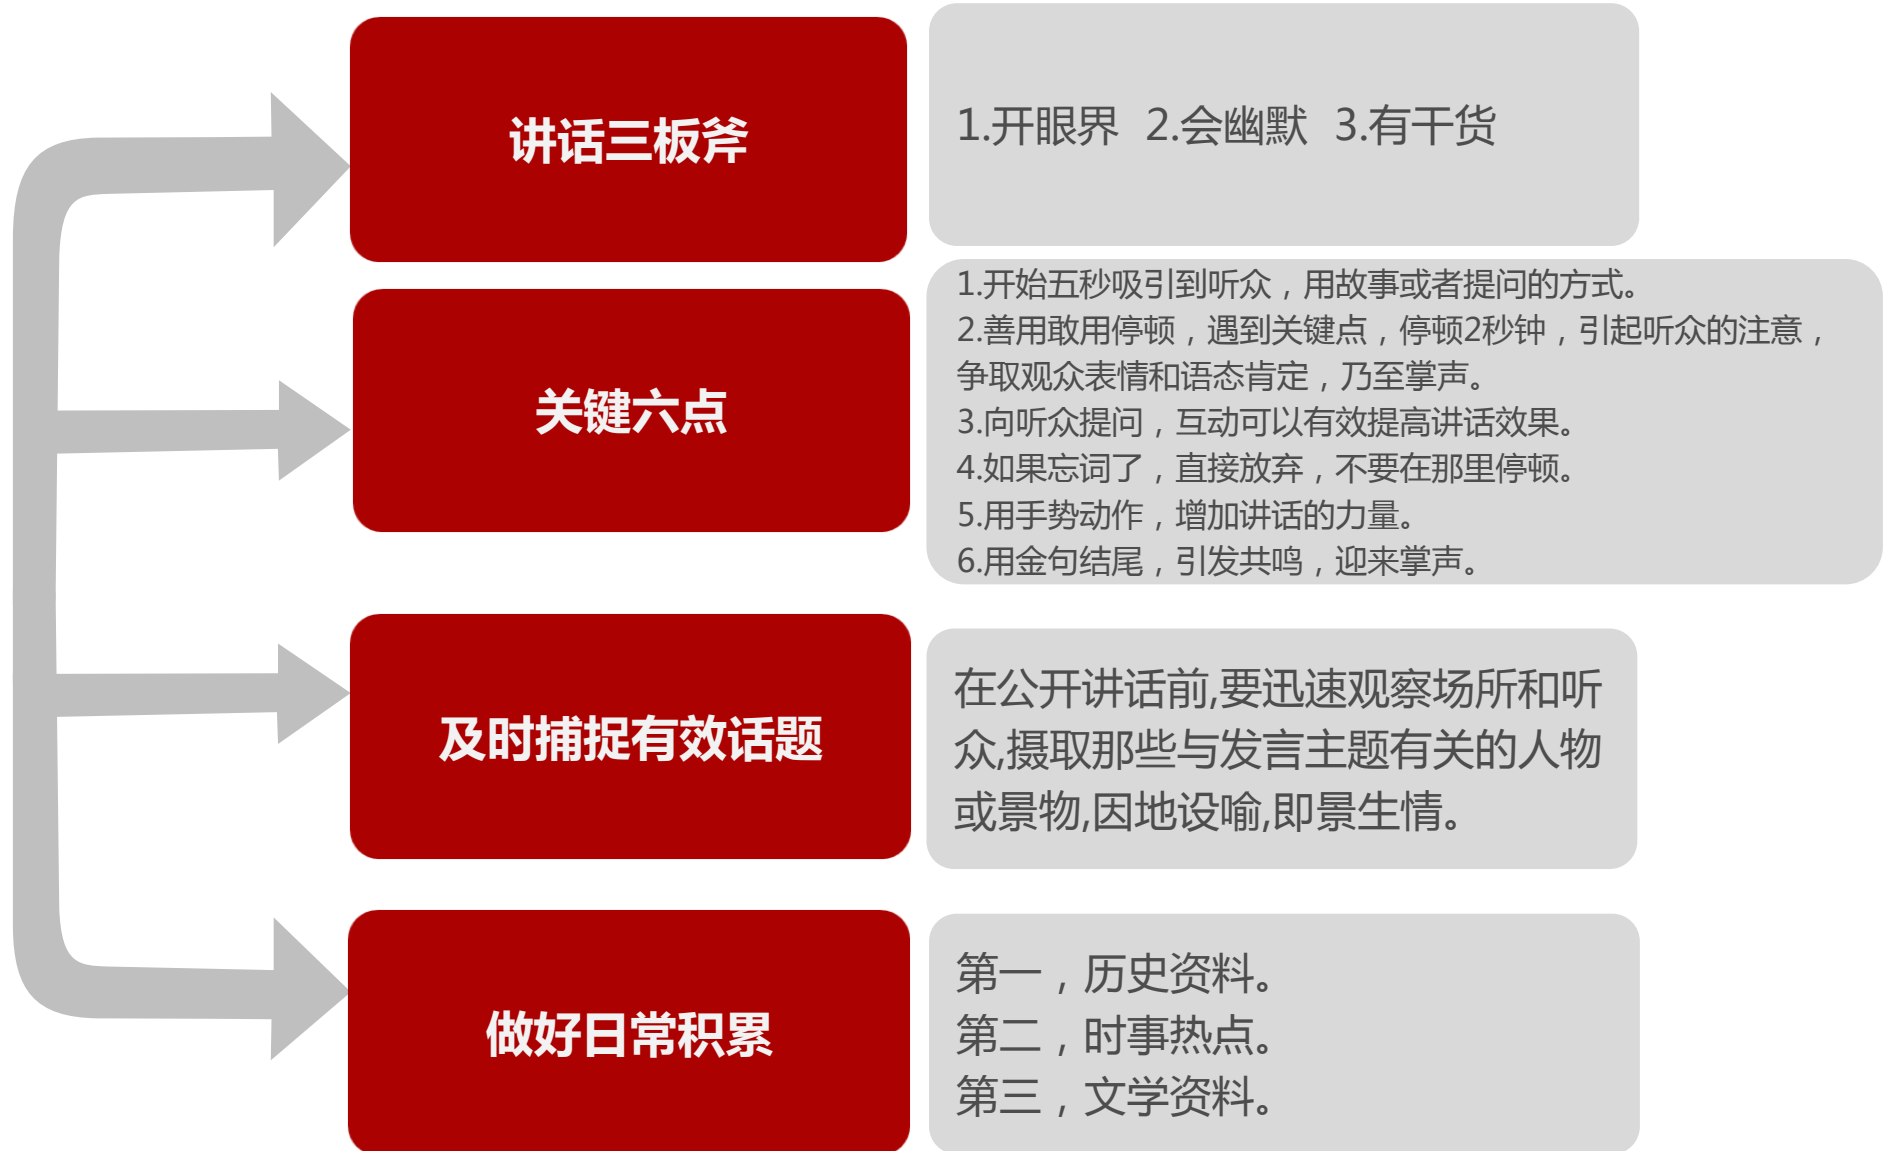 讲话三板斧
1.开眼界 2.会幽默 3.有干货
关键六点
1.开始五秒吸引到听众，用故事或者提问的方式。
2.善用敢用停顿，遇到关键点，停顿2秒钟，引起听众的注意，
争取观众表情和语态肯定，乃至掌声。
3.向听众提问，互动可以有效提高讲话效果。
4.如果忘词了，直接放弃，不要在那里停顿。
5.用手势动作，增加讲话的力量。
6.用金句结尾，引发共鸣，迎来掌声。
及时捕捉有效话题
在公开讲话前,要迅速观察场所和听
众,摄取那些与发言主题有关的人物
或景物,因地设喻,即景生情。
做好日常积累
第一，历史资料。
第二，时事热点。
第三，文学资料。